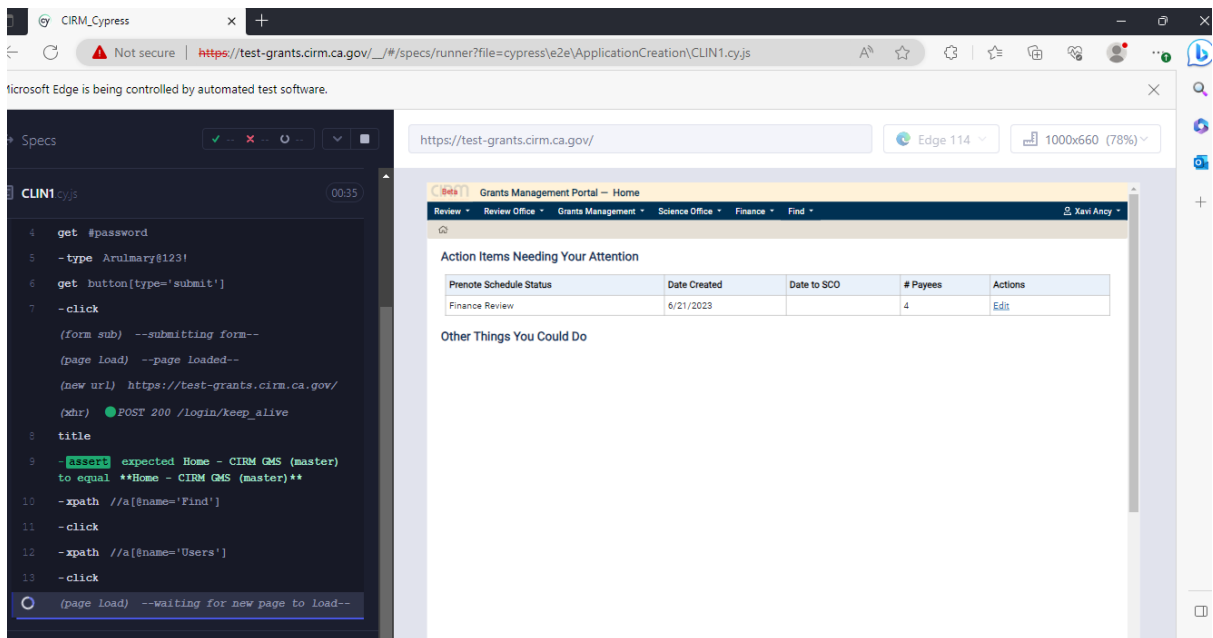 CIRM_Cypress
Not secure | https://test-grants.cirm.ca.gov/__/#/specs/runner?file=cypress\e2e\ApplicationCreation\CLIN1.cy.js
Microsoft Edge is being controlled by automated test software.
Specs
-- -- --
https://test-grants.cirm.ca.gov/
Edge 114
1000x660 (78%)
CLIN1.cy.js 00:35
4 get #password
5 -type Arulmary@123!
6 get button[type='submit']
7 -click
(form sub) --submitting form--
(page load) --page loaded--
(new url) https://test-grants.cirm.ca.gov/
(xhr) POST 200 /login/keep_alive
8 title
9 -assert expected Home - CIRM GMS (master)
to equal **Home - CIRM GMS (master)**
10 -xpath //a[@name='Find']
11 -click
12 -xpath //a[@name='Users']
13 -click
(page load) --waiting for new page to load--
CIRM Beta Grants Management Portal — Home
Review Review Office Grants Management Science Office Finance Find Xavi Ancy
Action Items Needing Your Attention
Prenote Schedule Status Date Created Date to SCO # Payees Actions
Finance Review 6/21/2023 4 Edit
Other Things You Could Do